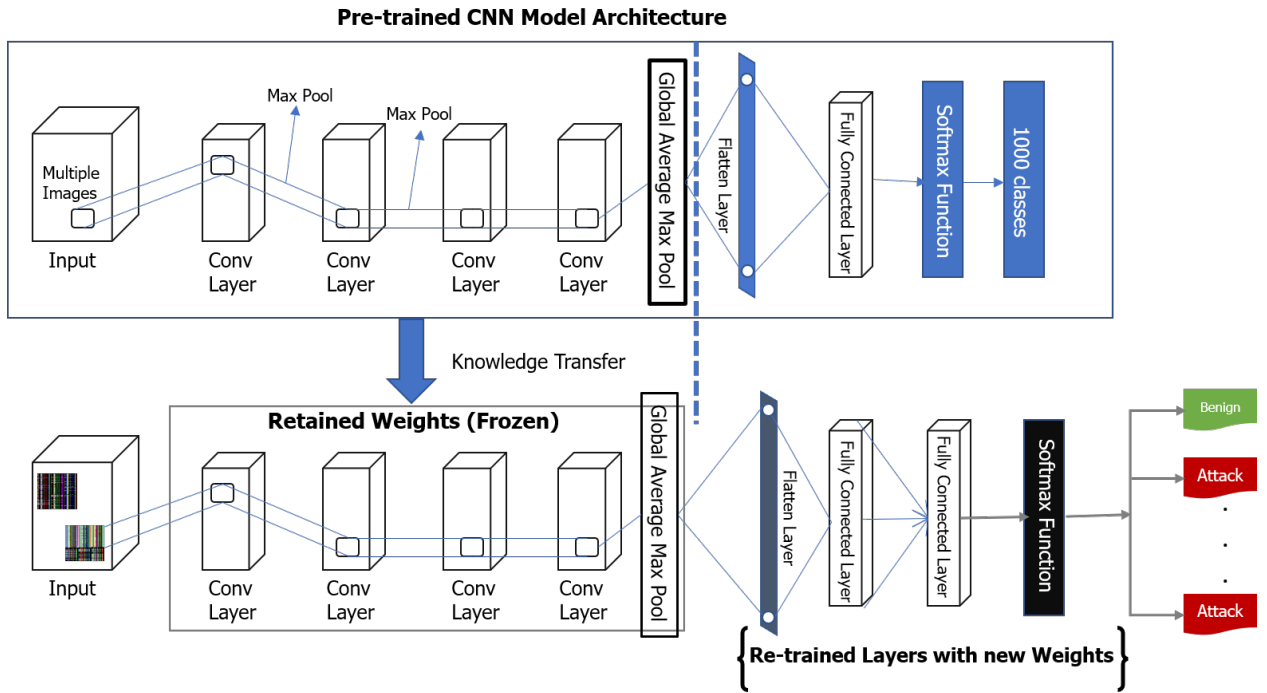 Pre-trained CNN Model Architecture
Max Pool
Max Pool
Multiple
Images
Input
Conv
Layer
Conv
Layer
Conv
Layer
Conv
Layer
Global Average Max Pool
Flatten Layer
Fully Connected Layer
Softmax Function
1000 classes
Knowledge Transfer
Retained Weights (Frozen)
Input
Conv
Layer
Conv
Layer
Conv
Layer
Conv
Layer
Global Average Max Pool
Flatten Layer
Fully Connected Layer
Fully Connected Layer
Softmax Function
Benign
Attack
.
.
.
Attack
{ Re-trained Layers with new Weights }